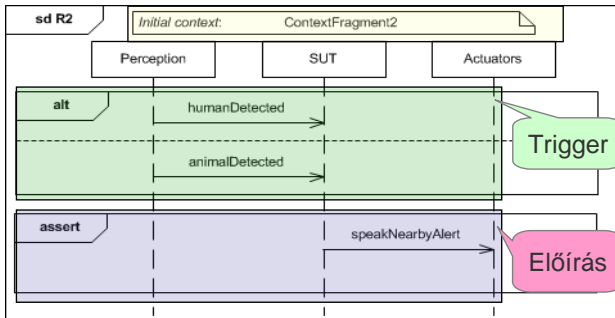 sd R2
Initial context: ContextFragment2
Perception SUT Actuators
alt
humanDetected
Trigger
animalDetected
assert
speakNearbyAlert
Előírás